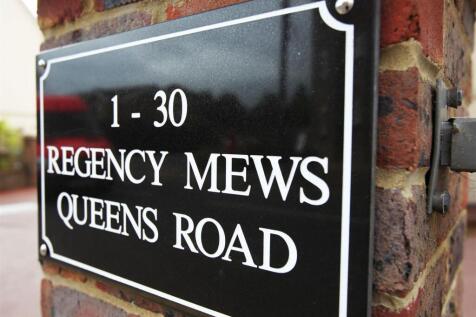 1 - 30
REGENCY MEWS
QUEENS ROAD